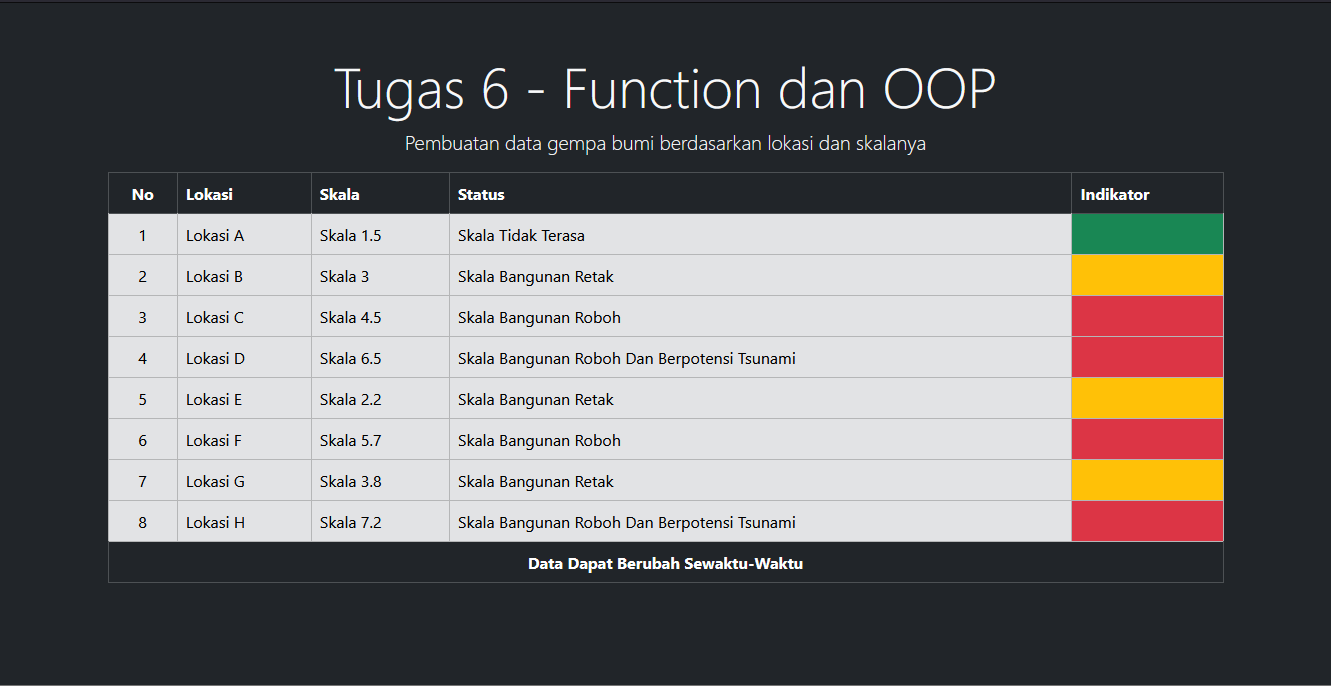 Tugas 6 - Function dan OOP
Pembuatan data gempa bumi berdasarkan lokasi dan skalanya
No Lokasi Skala Status Indikator
1 Lokasi A Skala 1.5 Skala Tidak Terasa
2 Lokasi B Skala 3 Skala Bangunan Retak
3 Lokasi C Skala 4.5 Skala Bangunan Roboh
4 Lokasi D Skala 6.5 Skala Bangunan Roboh Dan Berpotensi Tsunami
5 Lokasi E Skala 2.2 Skala Bangunan Retak
6 Lokasi F Skala 5.7 Skala Bangunan Roboh
7 Lokasi G Skala 3.8 Skala Bangunan Retak
8 Lokasi H Skala 7.2 Skala Bangunan Roboh Dan Berpotensi Tsunami
Data Dapat Berubah Sewaktu-Waktu